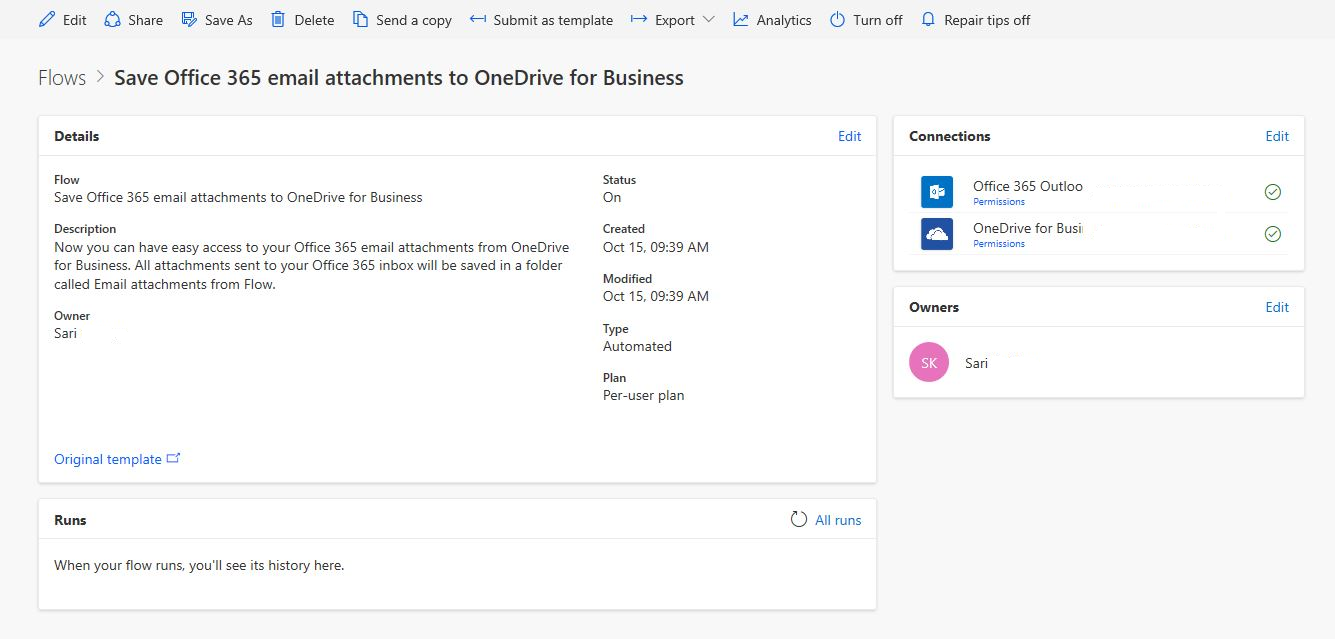 Edit Share Save As Delete Send a copy Submit as template Export Analytics Turn off Repair tips off
Flows > Save Office 365 email attachments to OneDrive for Business
Details Edit
Flow
Save Office 365 email attachments to OneDrive for Business
Description
Now you can have easy access to your Office 365 email attachments from OneDrive
for Business. All attachments sent to your Office 365 inbox will be saved in a folder
called Email attachments from Flow.
Owner
Sari
Status
On
Created
Oct 15, 09:39 AM
Modified
Oct 15, 09:39 AM
Type
Automated
Plan
Per-user plan
Original template
Connections Edit
Office 365 Outloo
Permissions
OneDrive for Busi
Permissions
Owners Edit
SK Sari
Runs All runs
When your flow runs, you'll see its history here.